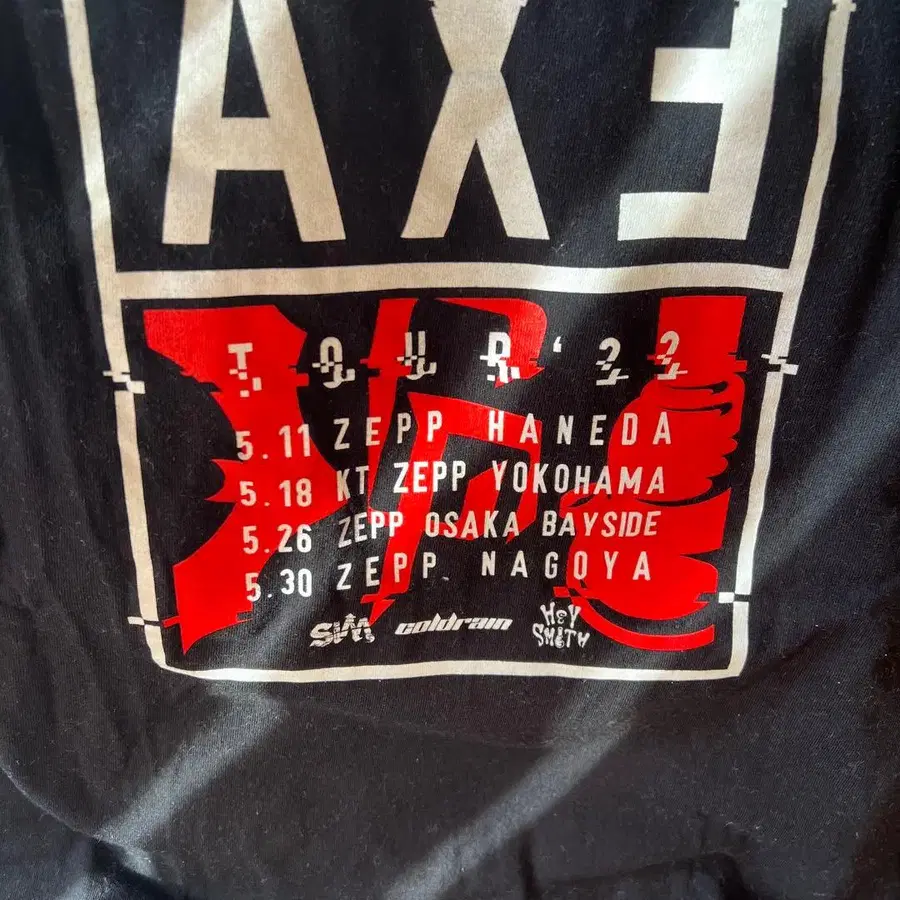 AXE
TOUR '22
5.11 ZEPP HANEDA
5.18 KT ZEPP YOKOHAMA
5.26 ZEPP OSAKA BAYSIDE
5.30 ZEPP NAGOYA
SiM coldrain HEY SMITH